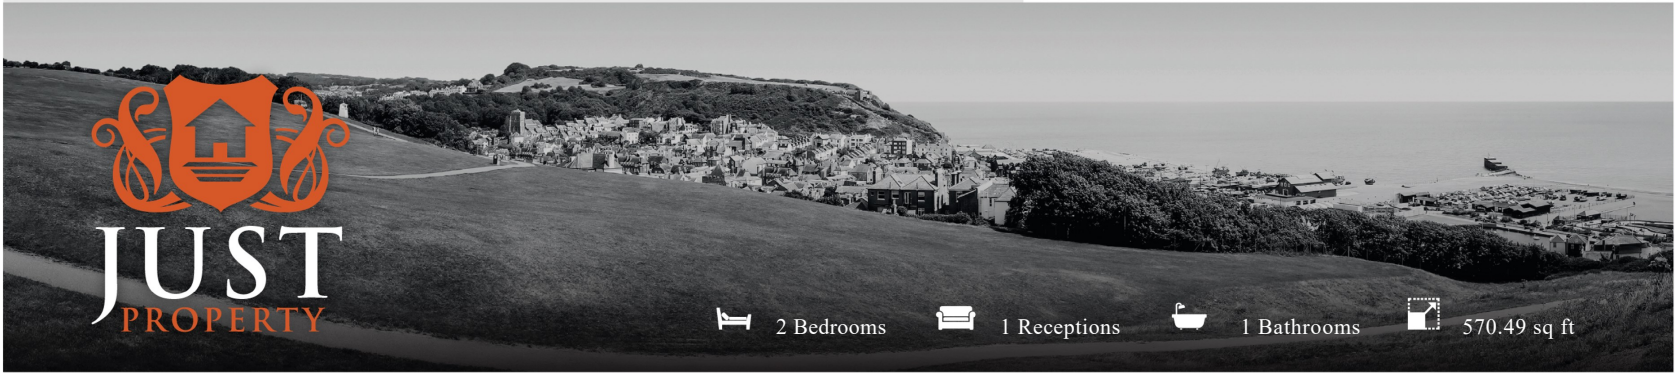 JUST
PROPERTY
2 Bedrooms
1 Receptions
1 Bathrooms
570.49 sq ft